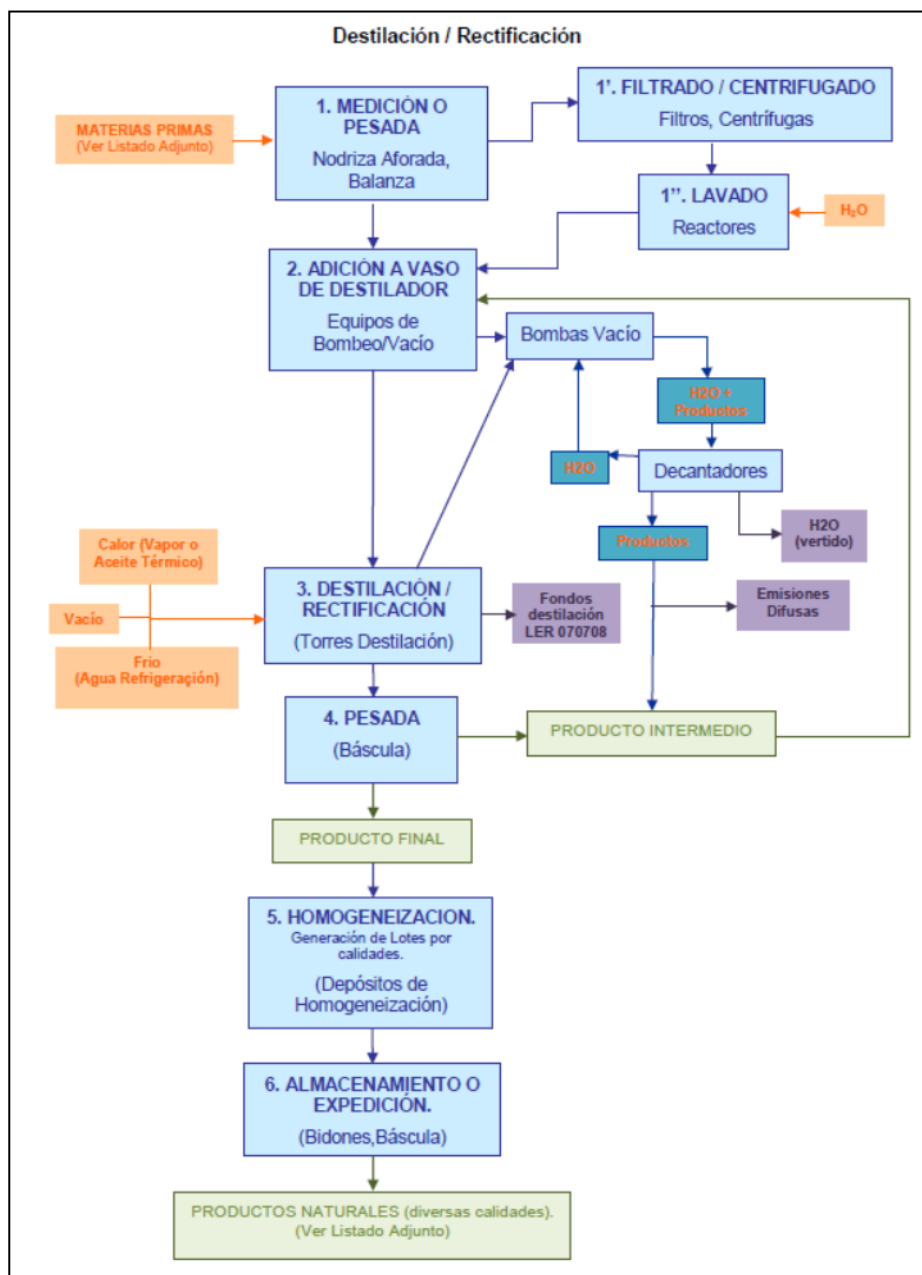 Destilación / Rectificación
1. MEDICIÓN O
PESADA
Nodriza Aforada,
Balanza
1'. FILTRADO / CENTRIFUGADO
Filtros, Centrífugas
MATERIAS PRIMAS
(Ver Listado Adjunto)
1''. LAVADO
Reactores
H₂O
2. ADICIÓN A VASO
DE DESTILADOR
Equipos de
Bombeo/Vacío
Bombas Vacío
H2O +
Productos
H2O
Decantadores
Productos
H2O
(vertido)
Calor (Vapor o
Aceite Térmico)
Vacío
Frio
(Agua Refrigeración)
3. DESTILACIÓN /
RECTIFICACIÓN
(Torres Destilación)
Fondos
destilación
LER 070708
Emisiones
Difusas
4. PESADA
(Báscula)
PRODUCTO INTERMEDIO
PRODUCTO FINAL
5. HOMOGENEIZACION.
Generación de Lotes por
calidades.
(Depósitos de
Homogeneización)
6. ALMACENAMIENTO O
EXPEDICIÓN.
(Bidones,Báscula)
PRODUCTOS NATURALES (diversas calidades).
(Ver Listado Adjunto)